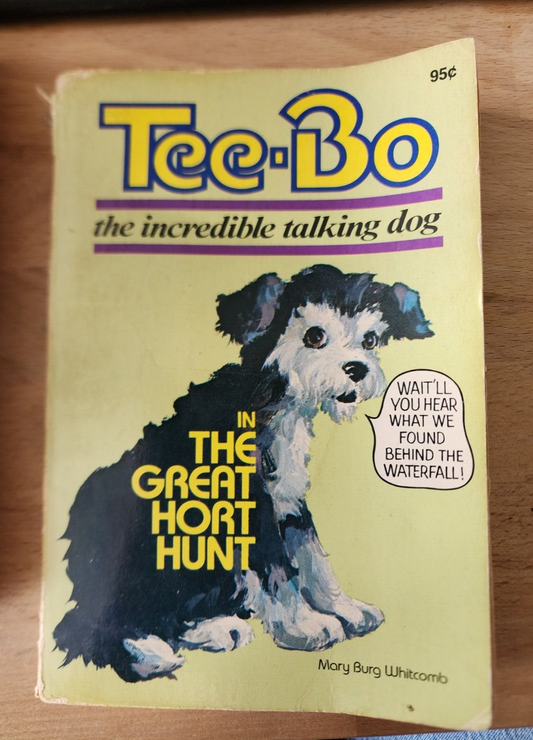 95¢
Tee-Bo
the incredible talking dog
WAIT'LL
YOU HEAR
WHAT WE
FOUND
BEHIND THE
WATERFALL!
IN
THE
GREAT
HORT
HUNT
Mary Burg Whitcomb